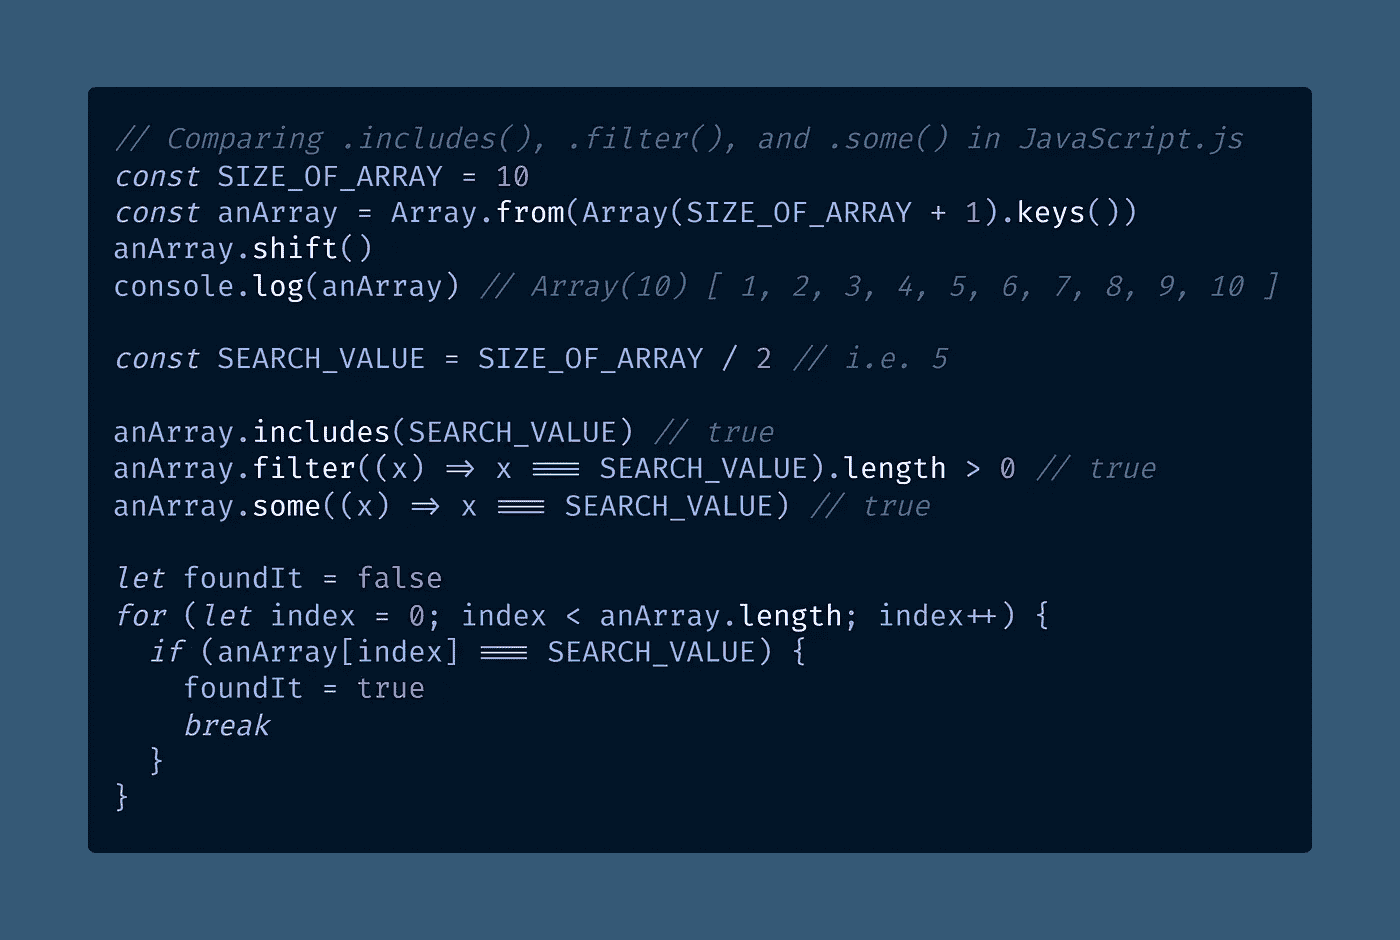 // Comparing .includes(), .filter(), and .some() in JavaScript.js
const SIZE_OF_ARRAY = 10
const anArray = Array.from(Array(SIZE_OF_ARRAY + 1).keys())
anArray.shift()
console.log(anArray) // Array(10) [ 1, 2, 3, 4, 5, 6, 7, 8, 9, 10 ]
const SEARCH_VALUE = SIZE_OF_ARRAY / 2 // i.e. 5
anArray.includes(SEARCH_VALUE) // true
anArray.filter((x) => x === SEARCH_VALUE).length > 0 // true
anArray.some((x) => x === SEARCH_VALUE) // true
let foundIt = false
for (let index = 0; index < anArray.length; index++) {
  if (anArray[index] === SEARCH_VALUE) {
    foundIt = true
    break
  }
}